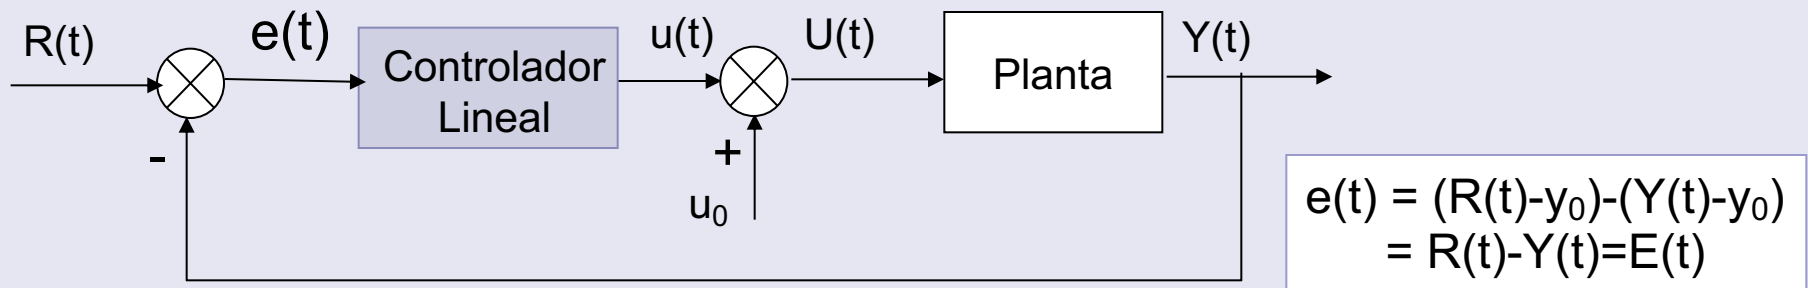 R(t)
e(t)
Controlador
Lineal
u(t)
U(t)
Planta
Y(t)
-
+
u₀
e(t) = (R(t)-y₀)-(Y(t)-y₀)
= R(t)-Y(t)=E(t)